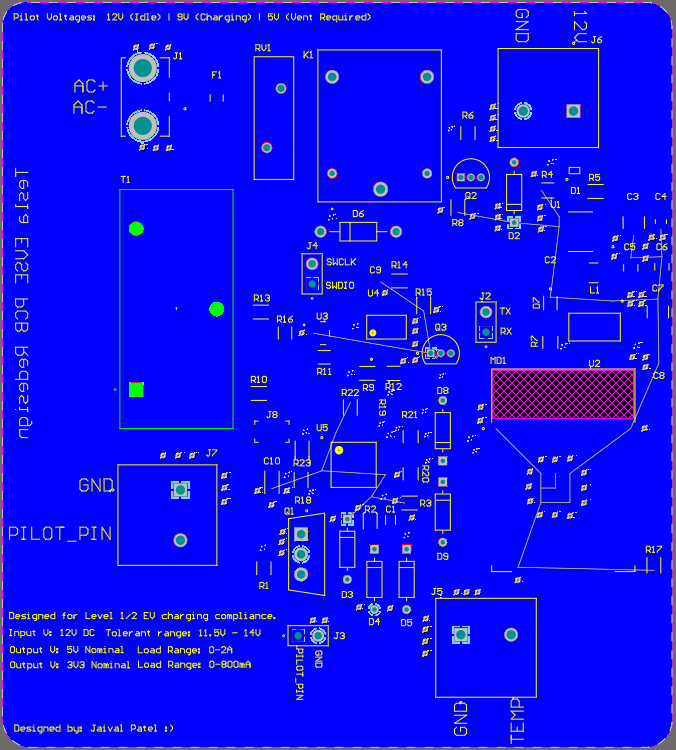 Pilot Voltages: 12V (Idle) | 9V (Charging) | 5V (Vent Required)
GND
12V
J6
J1
F1
RV1
K1
AC+
AC-
R6
Q2
R8
D2
R4
R5
D1
U1
C3
C4
C5
C6
C2
L1
C7
C8
T1
Tesla EVSE PCB Redesign
D6
J4
SWCLK
SWDIO
C9
R14
U4
R15
Q3
J2
TX
RX
D7
R7
MD1
U2
R13
R16
U3
R11
R9
R12
R10
R22
R19
D8
R21
J8
U5
R23
C10
R20
R18
R3
J7
GND
PILOT_PIN
Q1
R2
C1
D9
R1
D3
D4
D5
R17
J5
Designed for Level 1/2 EV charging compliance.
Input V: 12V DC Tolerant range: 11.5V - 14V
Output V: 5V Nominal Load Range: 0-2A
Output V: 3V3 Nominal Load Range: 0-800mA
J3
PILOT_PIN
GND
GND
TEMP
Designed by: Jaival Patel :)